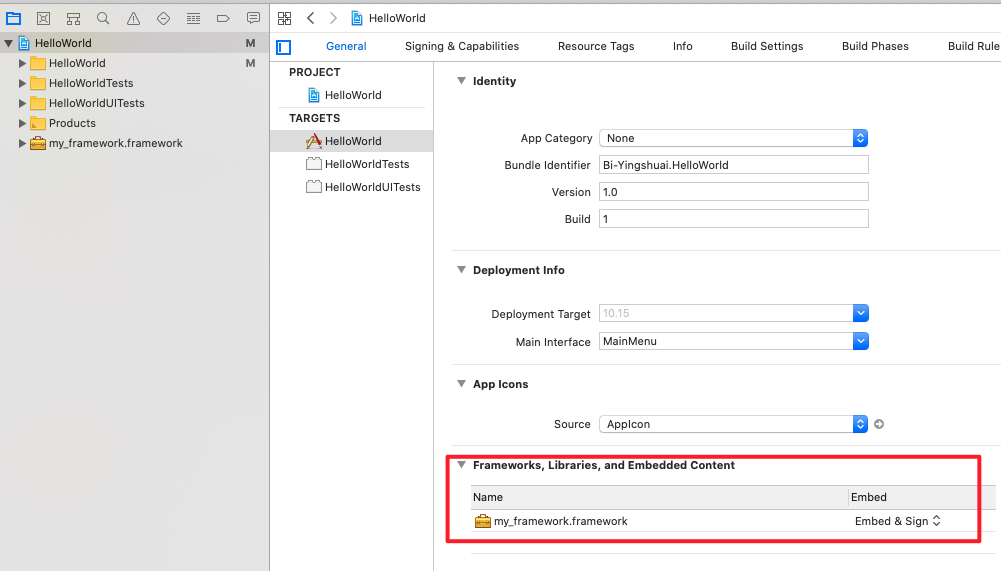 HelloWorld
HelloWorld M
General Signing & Capabilities Resource Tags Info Build Settings Build Phases Build Rule
HelloWorld M
HelloWorldTests
HelloWorldUITests
Products
my_framework.framework
PROJECT
HelloWorld
TARGETS
HelloWorld
HelloWorldTests
HelloWorldUITests
Identity
App Category None
Bundle Identifier Bi-Yingshuai.HelloWorld
Version 1.0
Build 1
Deployment Info
Deployment Target 10.15
Main Interface MainMenu
App Icons
Source AppIcon
Frameworks, Libraries, and Embedded Content
Name Embed
my_framework.framework Embed & Sign